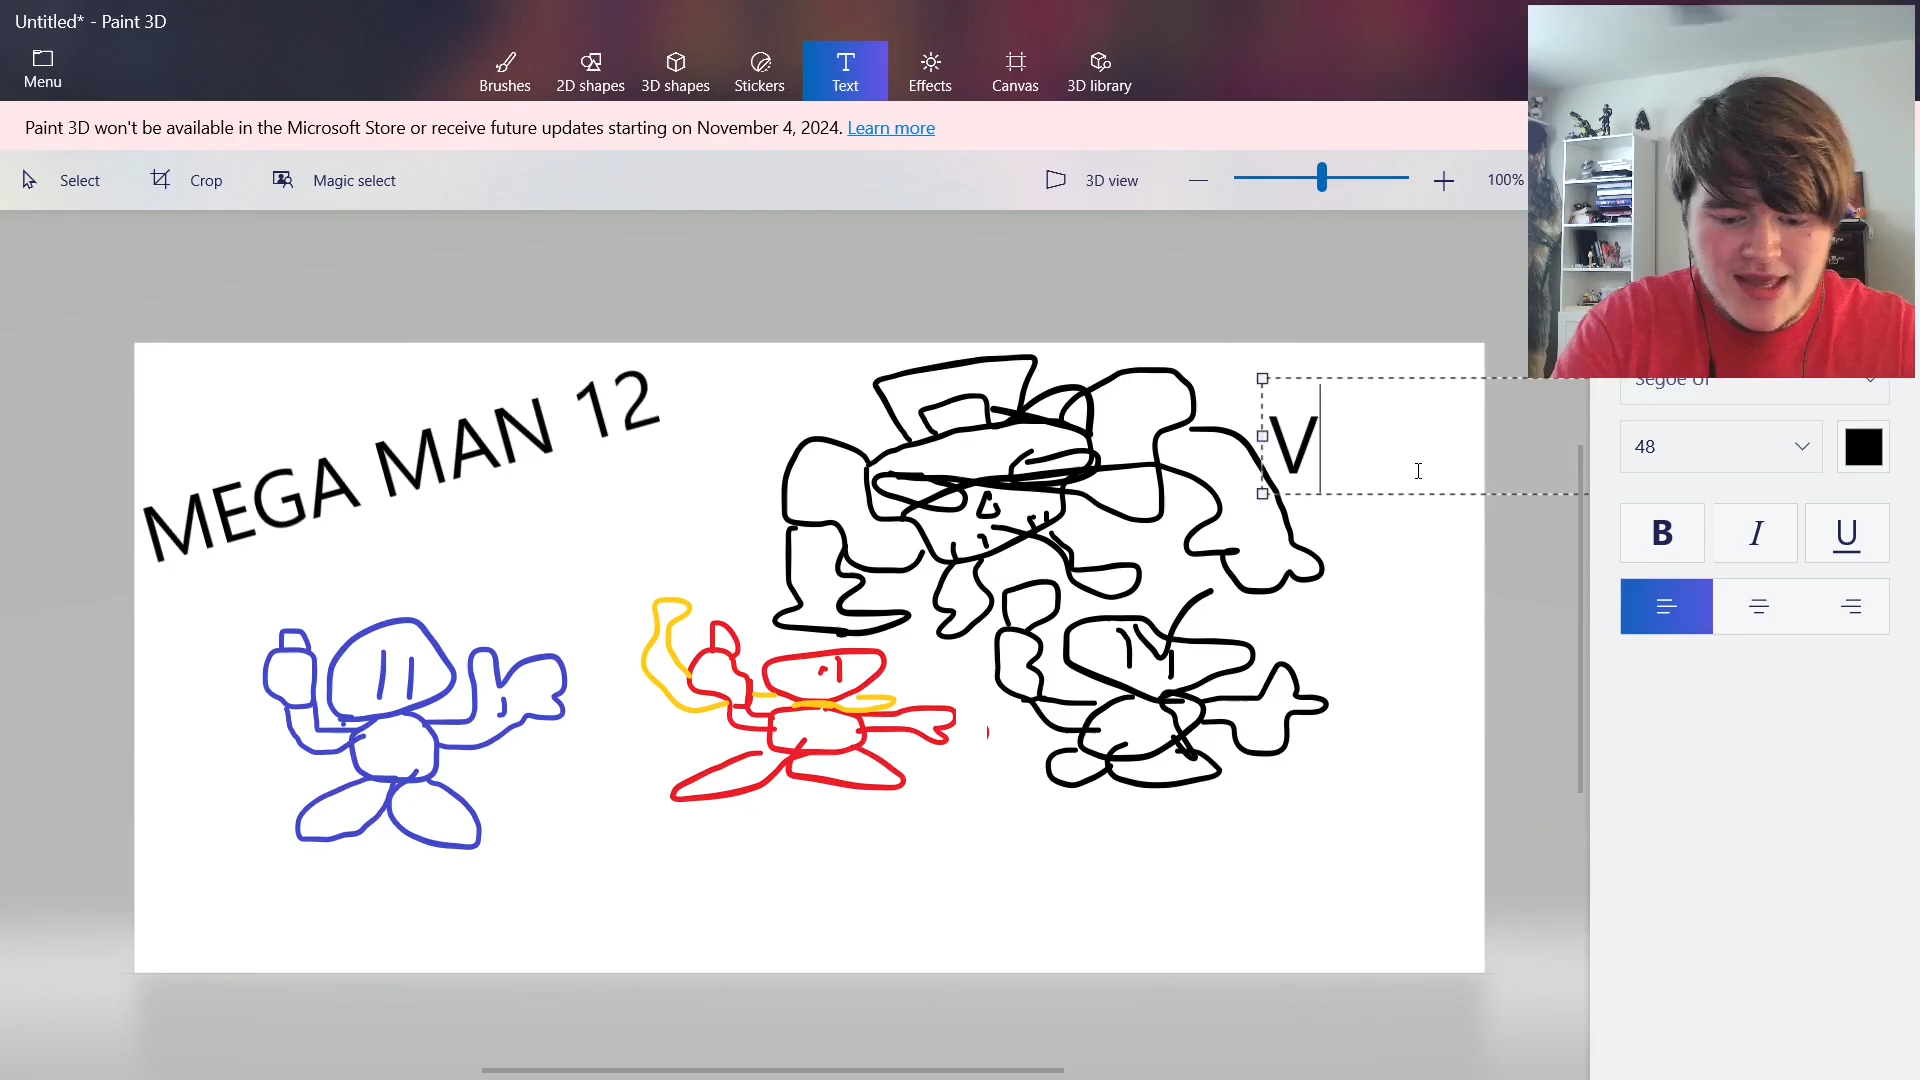 Untitled* - Paint 3D
Menu
Brushes
2D shapes
3D shapes
Stickers
Text
Effects
Canvas
3D library
Paint 3D won't be available in the Microsoft Store or receive future updates starting on November 4, 2024. Learn more
Select
Crop
Magic select
3D view
100%
Segoe UI
48
B
I
U
MEGA MAN 12
V